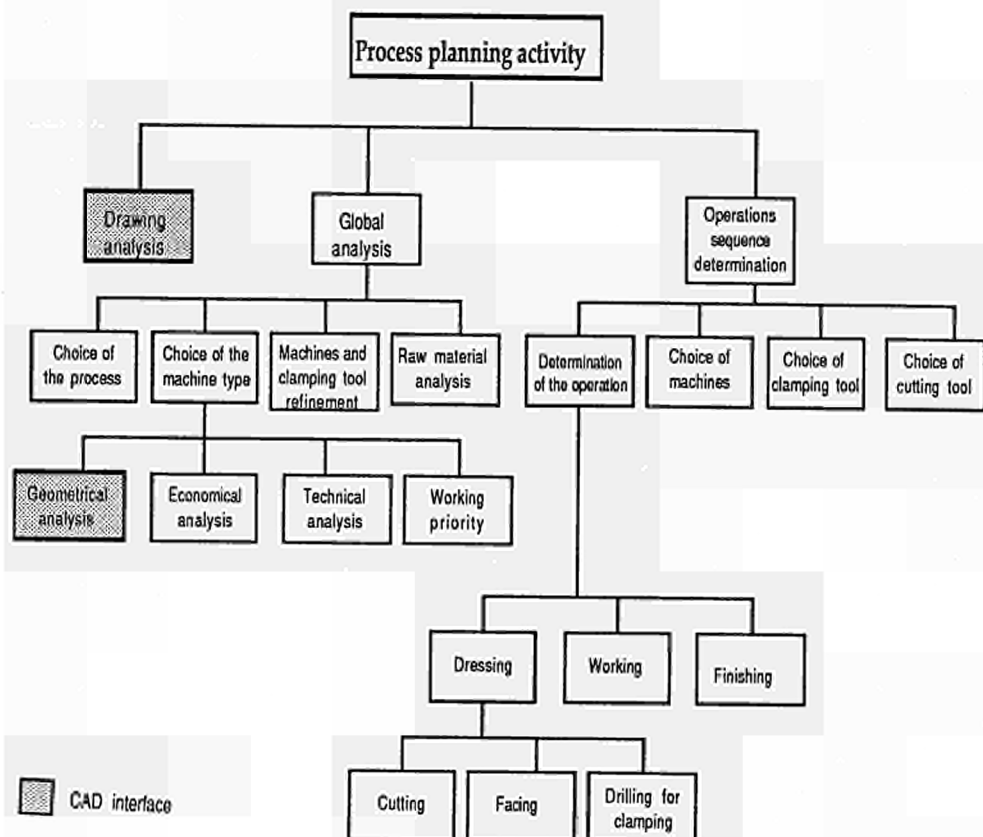 Process planning activity
Drawing
analysis
Global
analysis
Operations
sequence
determination
Choice of
the process
Choice of the
machine type
Machines and
clamping tool
refinement
Raw material
analysis
Determination
of the operation
Choice of
machines
Choice of
clamping tool
Choice of
cutting tool
Geometrical
analysis
Economical
analysis
Technical
analysis
Working
priority
Dressing
Working
Finishing
Cutting
Facing
Drilling for
clamping
CAD interface